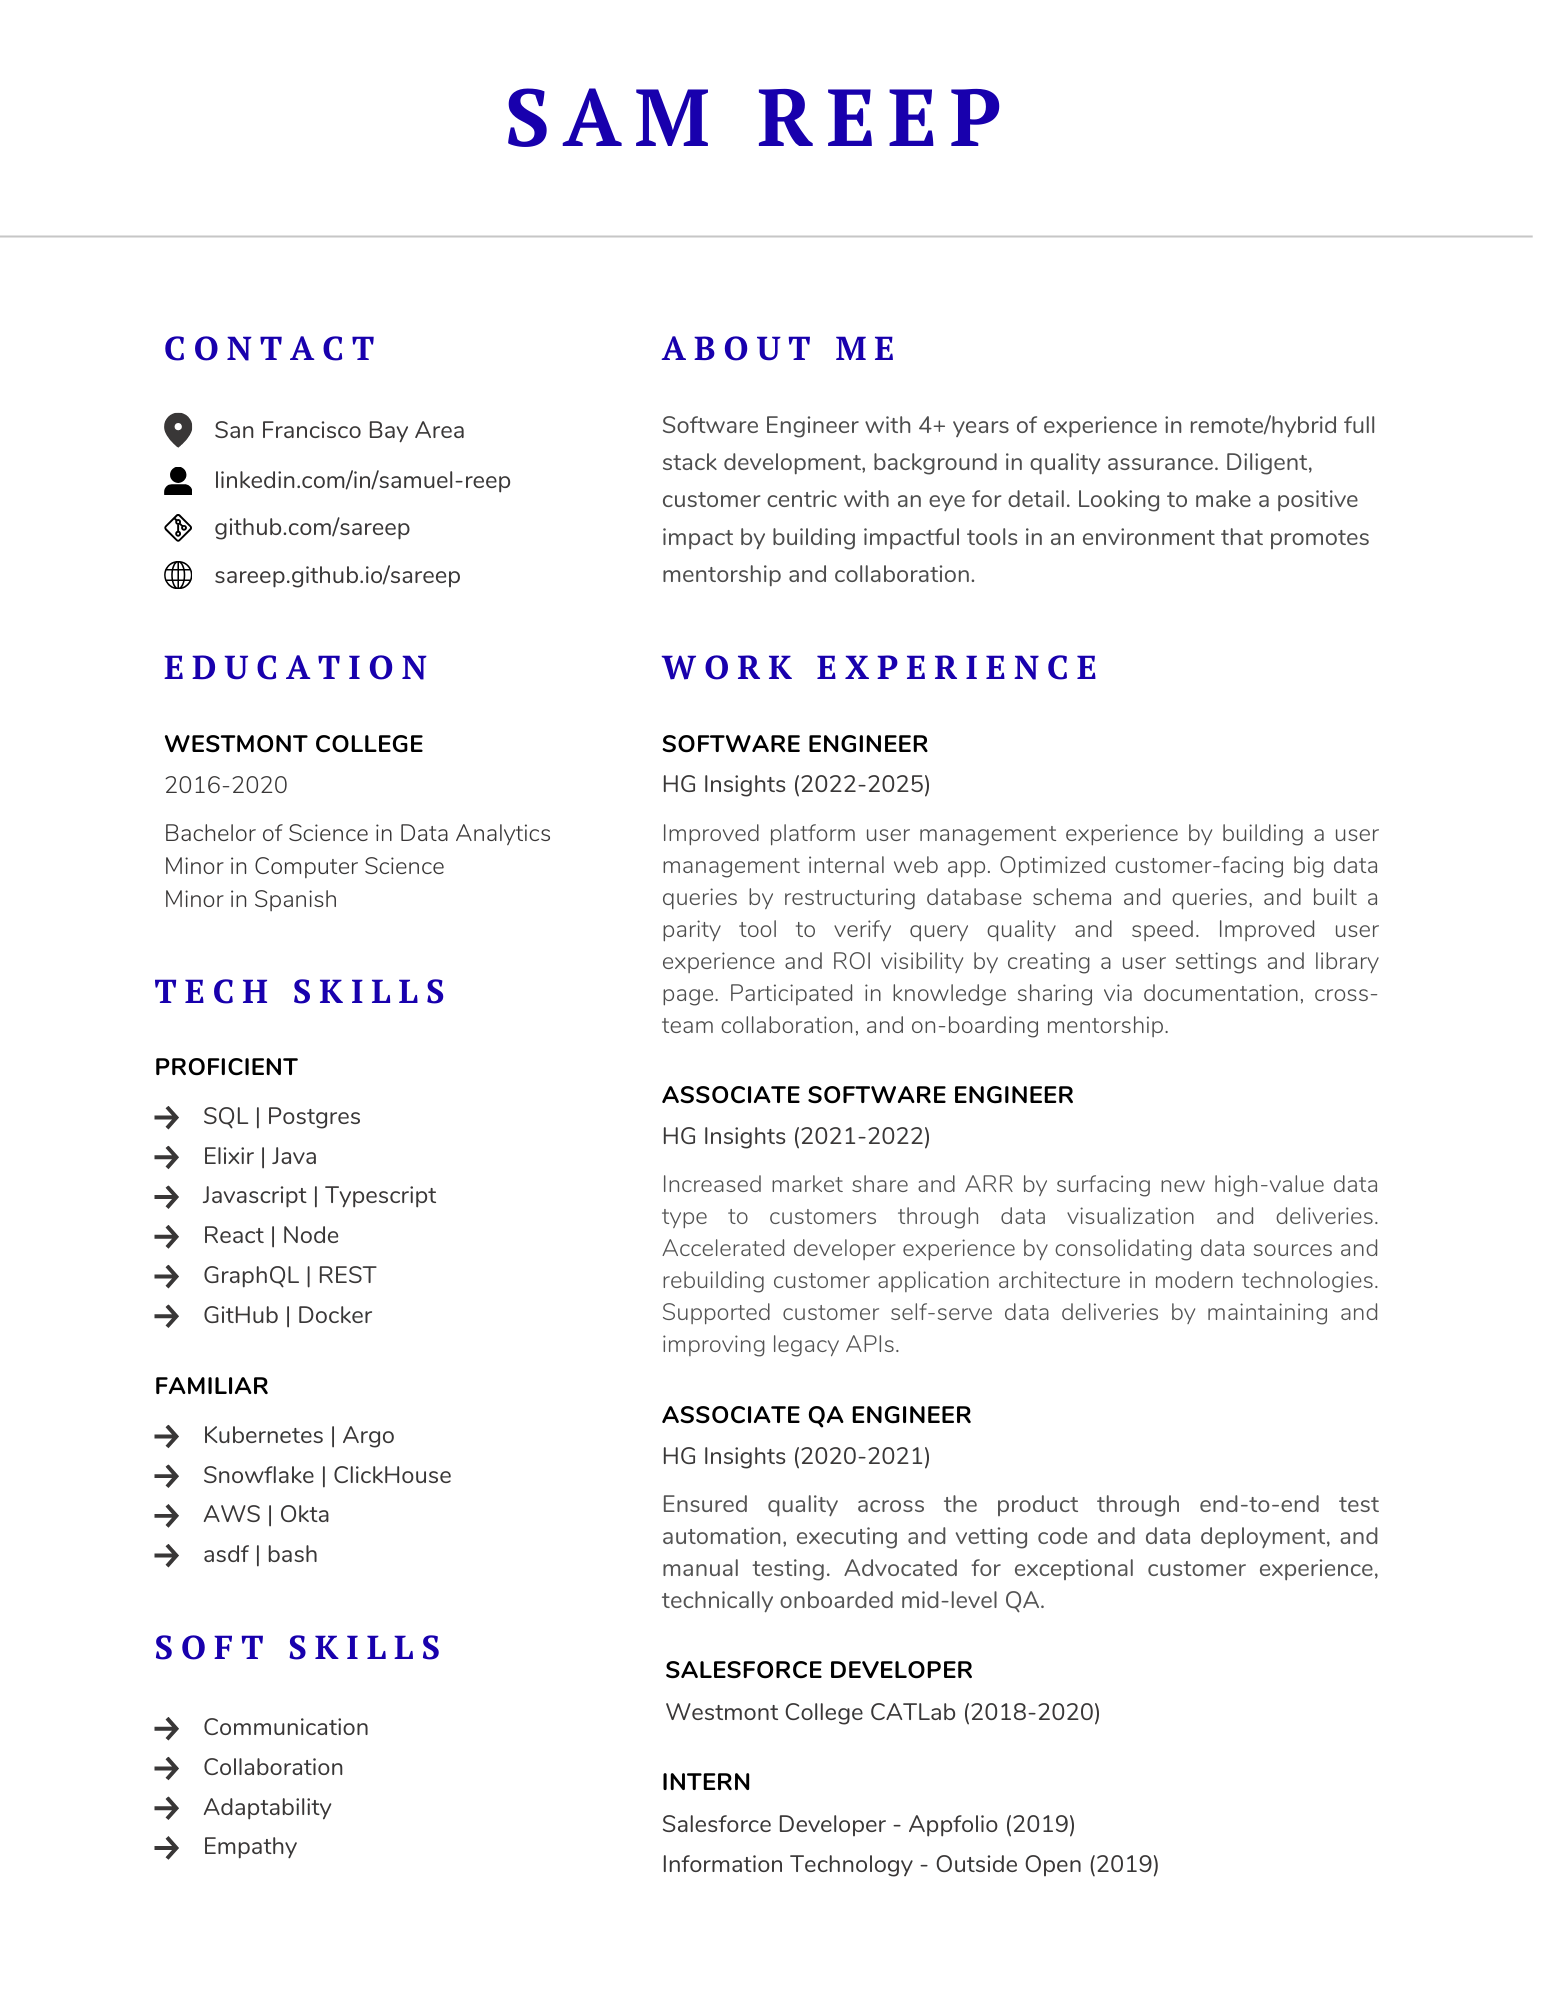 SAM REEP
CONTACT
San Francisco Bay Area
linkedin.com/in/samuel-reep
github.com/sareep
sareep.github.io/sareep
EDUCATION
WESTMONT COLLEGE
2016-2020
Bachelor of Science in Data Analytics
Minor in Computer Science
Minor in Spanish
TECH SKILLS
PROFICIENT
SQL | Postgres
Elixir | Java
Javascript | Typescript
React | Node
GraphQL | REST
GitHub | Docker
FAMILIAR
Kubernetes | Argo
Snowflake | ClickHouse
AWS | Okta
asdf | bash
SOFT SKILLS
Communication
Collaboration
Adaptability
Empathy
ABOUT ME
Software Engineer with 4+ years of experience in remote/hybrid full
stack development, background in quality assurance. Diligent,
customer centric with an eye for detail. Looking to make a positive
impact by building impactful tools in an environment that promotes
mentorship and collaboration.
WORK EXPERIENCE
SOFTWARE ENGINEER
HG Insights (2022-2025)
Improved platform user management experience by building a user
management internal web app. Optimized customer-facing big data
queries by restructuring database schema and queries, and built a
parity tool to verify query quality and speed. Improved user
experience and ROI visibility by creating a user settings and library
page. Participated in knowledge sharing via documentation, cross-
team collaboration, and on-boarding mentorship.
ASSOCIATE SOFTWARE ENGINEER
HG Insights (2021-2022)
Increased market share and ARR by surfacing new high-value data
type to customers through data visualization and deliveries.
Accelerated developer experience by consolidating data sources and
rebuilding customer application architecture in modern technologies.
Supported customer self-serve data deliveries by maintaining and
improving legacy APIs.
ASSOCIATE QA ENGINEER
HG Insights (2020-2021)
Ensured quality across the product through end-to-end test
automation, executing and vetting code and data deployment, and
manual testing. Advocated for exceptional customer experience,
technically onboarded mid-level QA.
SALESFORCE DEVELOPER
Westmont College CATLab (2018-2020)
INTERN
Salesforce Developer - Appfolio (2019)
Information Technology - Outside Open (2019)